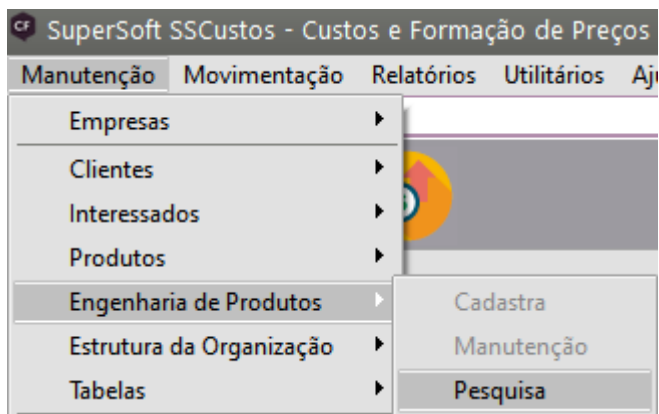 CF SuperSoft SSCustos - Custos e Formação de Preços
Manutenção Movimentação Relatórios Utilitários
Empresas
Clientes
Interessados
Produtos
Engenharia de Produtos Cadastra
Estrutura da Organização Manutenção
Tabelas Pesquisa